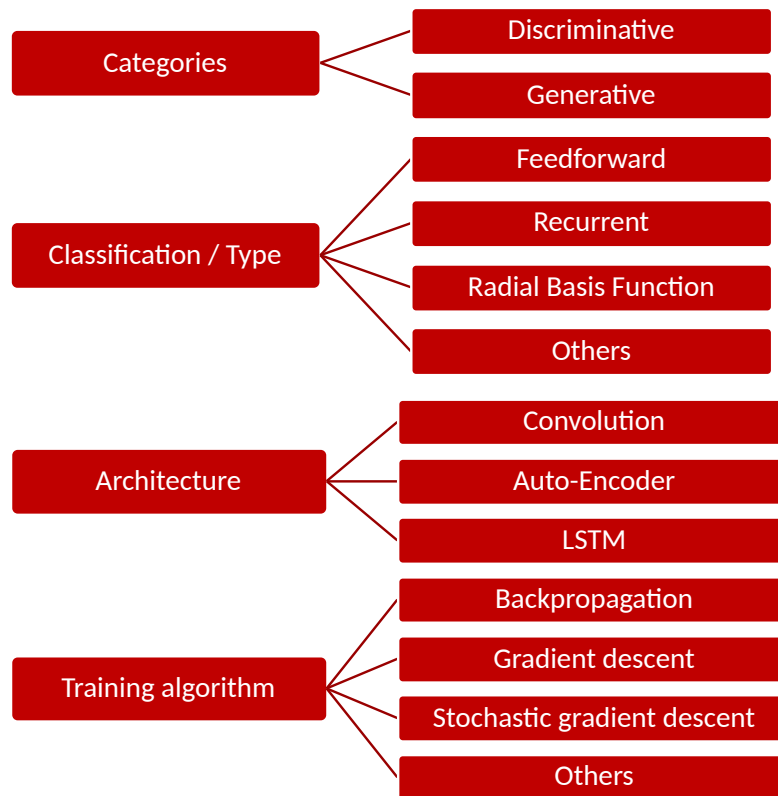 Categories
Discriminative
Generative
Classification / Type
Feedforward
Recurrent
Radial Basis Function
Others
Architecture
Convolution
Auto-Encoder
LSTM
Training algorithm
Backpropagation
Gradient descent
Stochastic gradient descent
Others